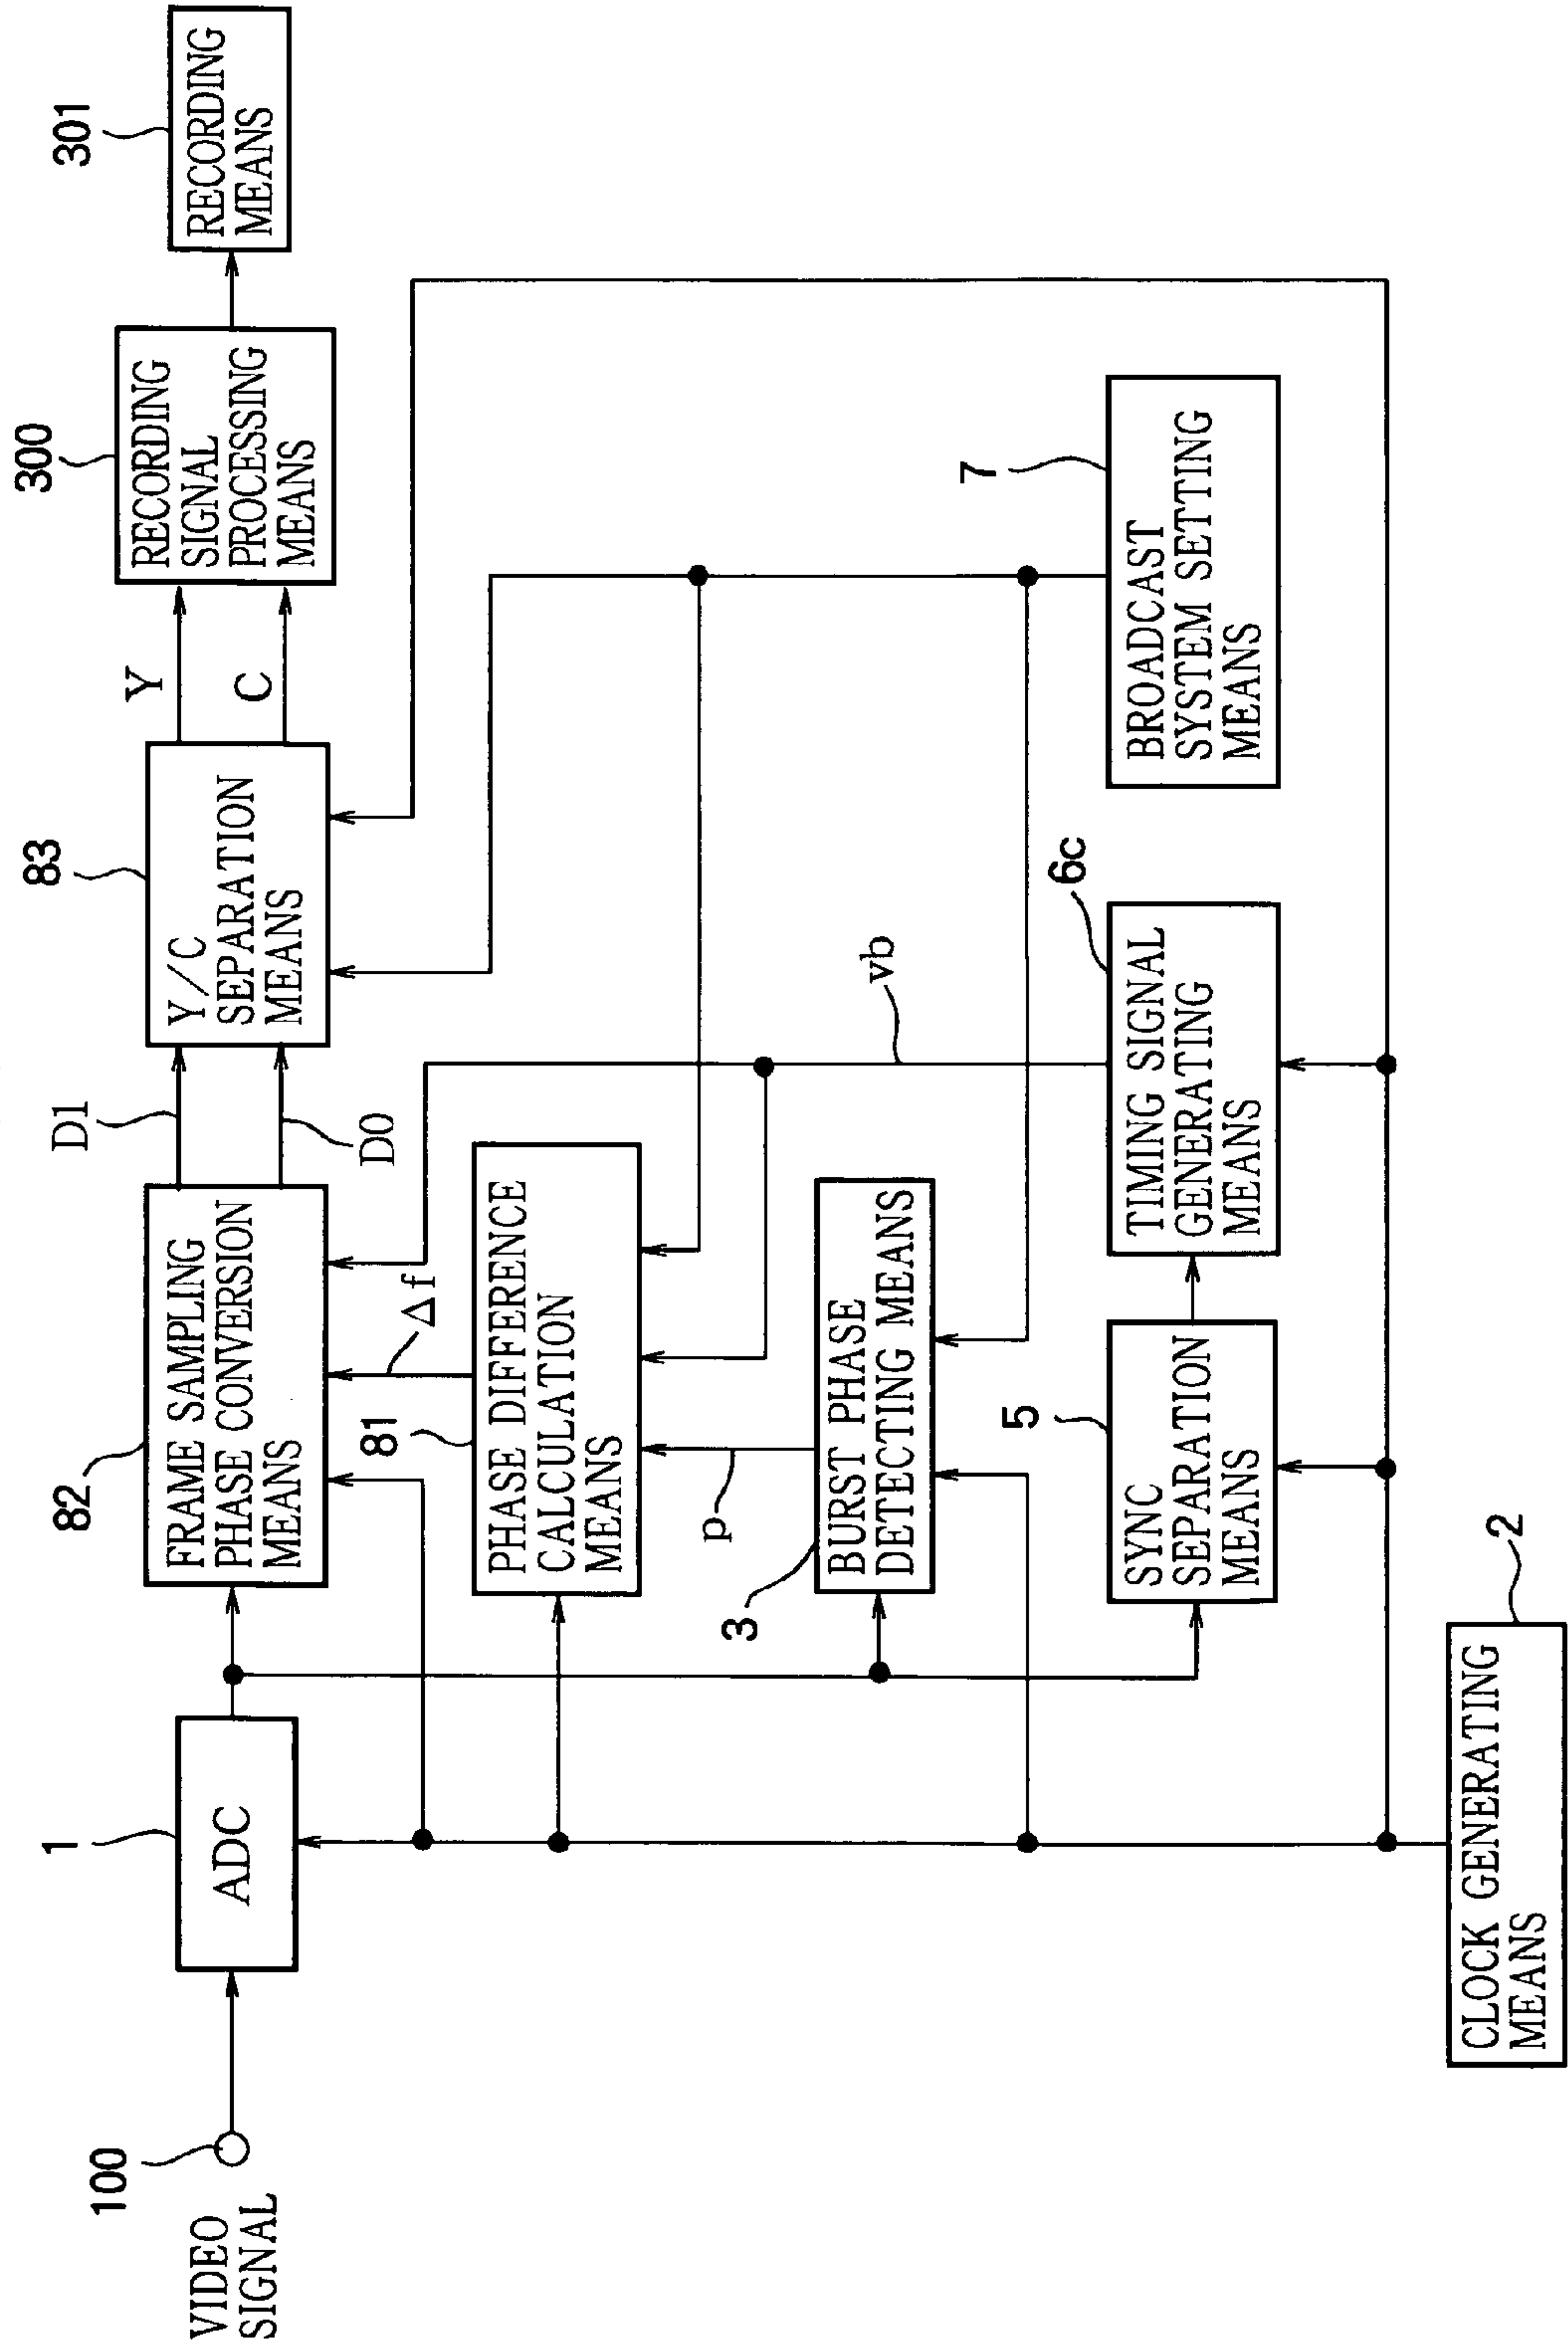 100
VIDEO
SIGNAL
1
ADC
82
FRAME SAMPLING
PHASE CONVERSION
MEANS
D1
D0
83
Y/C
SEPARATION
MEANS
Y
C
300
RECORDING
SIGNAL
PROCESSING
MEANS
301
RECORDING
MEANS
81
Δf
PHASE DIFFERENCE
CALCULATION
MEANS
p
3
BURST PHASE
DETECTING MEANS
vb
5
SYNC
SEPARATION
MEANS
6c
TIMING SIGNAL
GENERATING
MEANS
7
BROADCAST
SYSTEM SETTING
MEANS
2
CLOCK GENERATING
MEANS